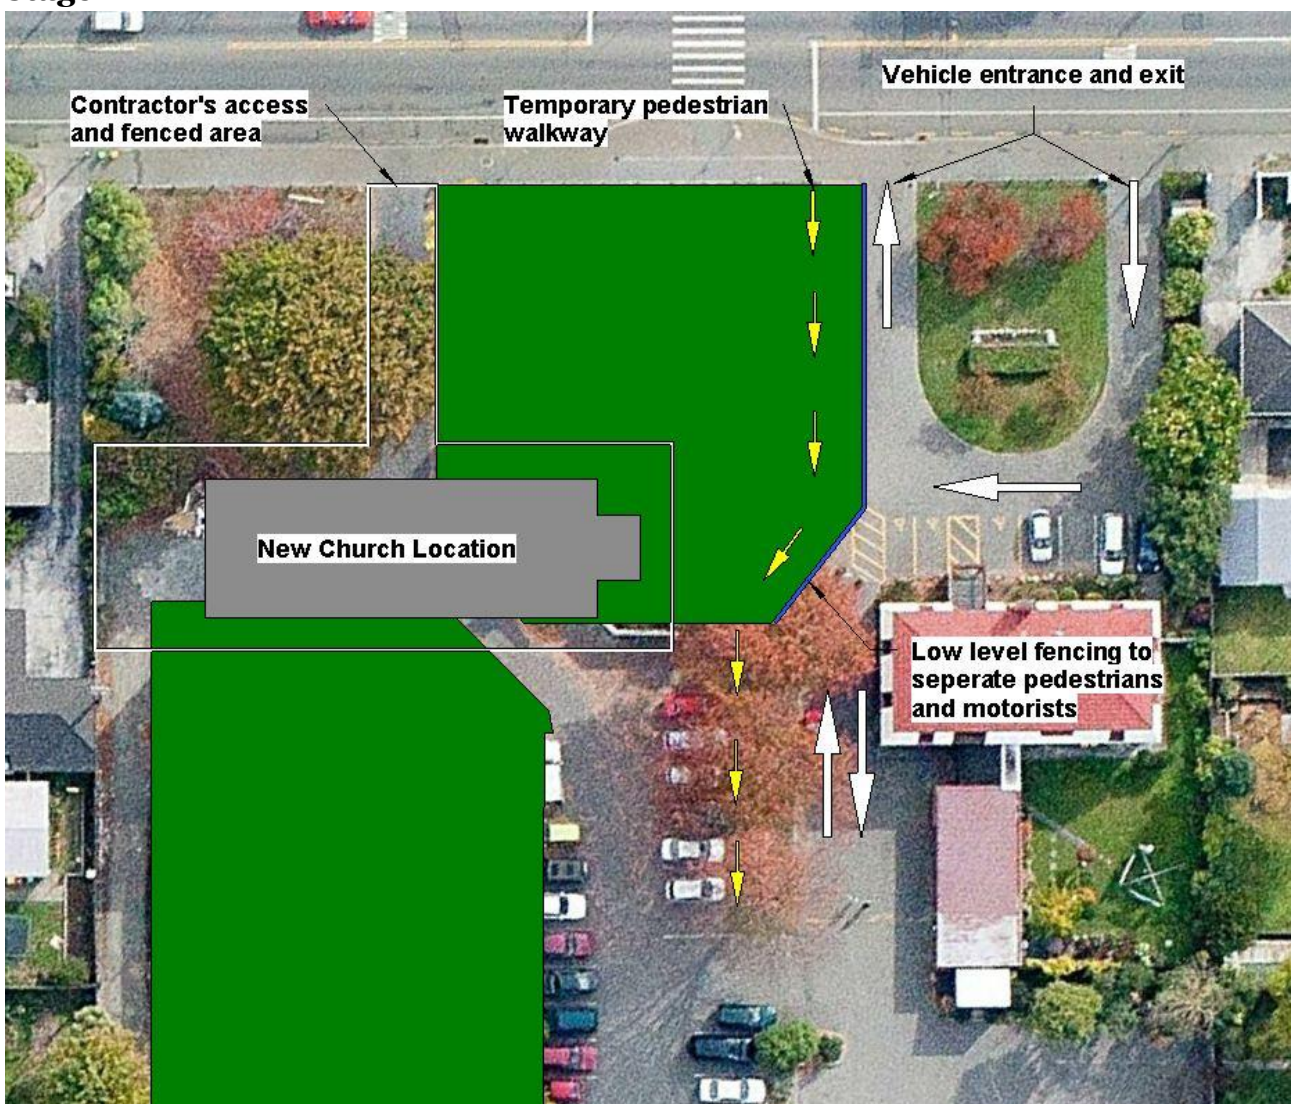 Vehicle entrance and exit
Contractor's access
and fenced area
Temporary pedestrian
walkway
New Church Location
Low level fencing to
seperate pedestrians
and motorists